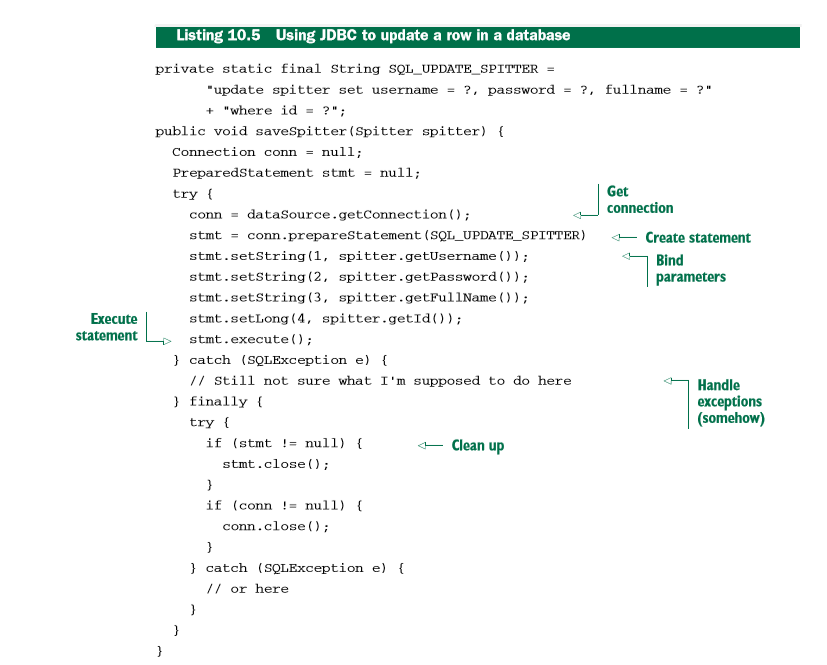 Listing 10.5 Using JDBC to update a row in a database
private static final String SQL_UPDATE_SPITTER =
"update spitter set username = ?, password = ?, fullname = ?"
+ "where id = ?";
public void saveSpitter(Spitter spitter) {
Connection conn = null;
PreparedStatement stmt = null;
try {
conn = dataSource.getConnection();
Get
connection
stmt = conn.prepareStatement(SQL_UPDATE_SPITTER)
Create statement
stmt.setString(1, spitter.getUsername());
Bind
parameters
stmt.setString(2, spitter.getPassword());
stmt.setString(3, spitter.getFullName());
stmt.setLong(4, spitter.getId());
Execute
statement
stmt.execute();
} catch (SQLException e) {
// Still not sure what I'm supposed to do here
Handle
exceptions
(somehow)
} finally {
try {
if (stmt != null) {
Clean up
stmt.close();
}
if (conn != null) {
conn.close();
}
} catch (SQLException e) {
// or here
}
}
}